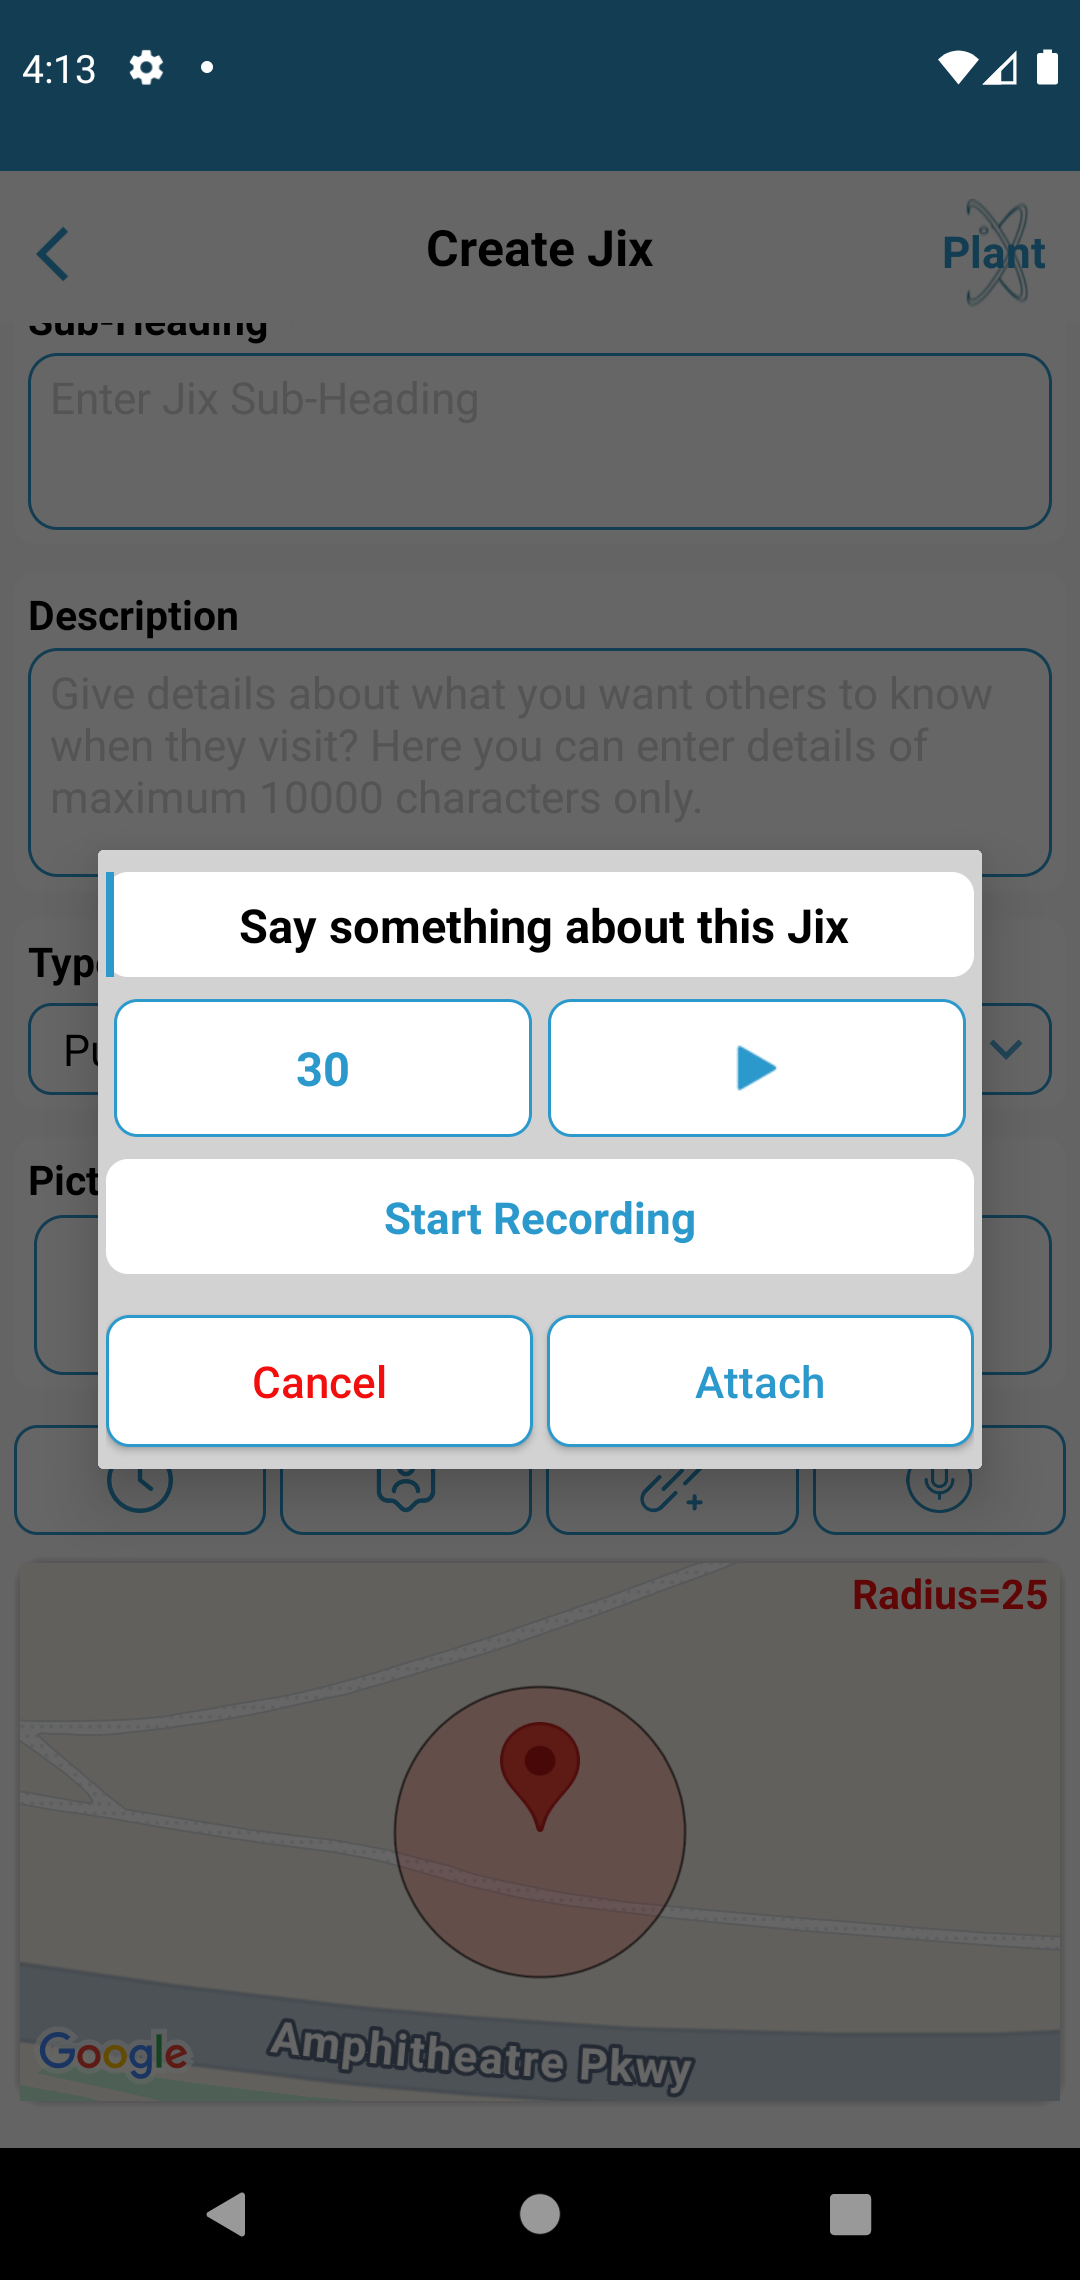 4:13
Create Jix
Plant
Sub-Heading
Enter Jix Sub-Heading
Description
Give details about what you want others to know
when they visit? Here you can enter details of
maximum 10000 characters only.
Say something about this Jix
Typ
30
Pict
Start Recording
Cancel
Attach
Radius=25
Google
Amphitheatre Pkwy